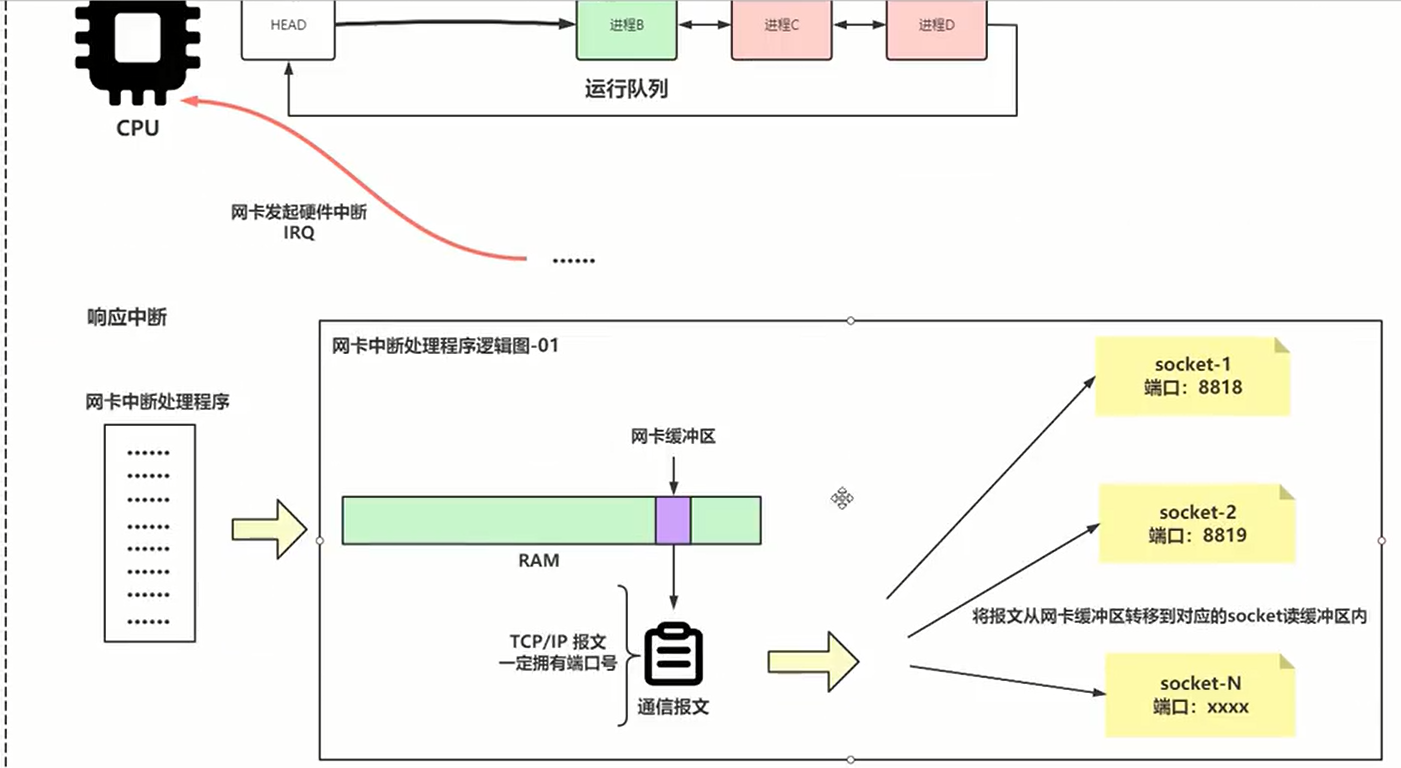 HEAD
进程B
进程C
进程D
运行队列
CPU
网卡发起硬件中断
IRQ
......
响应中断
网卡中断处理程序逻辑图-01
socket-1
端口：8818
网卡中断处理程序
......
......
......
......
......
......
......
......
网卡缓冲区
socket-2
端口：8819
RAM
将报文从网卡缓冲区转移到对应的socket读缓冲区内
TCP/IP 报文
一定拥有端口号
通信报文
socket-N
端口：xxxx